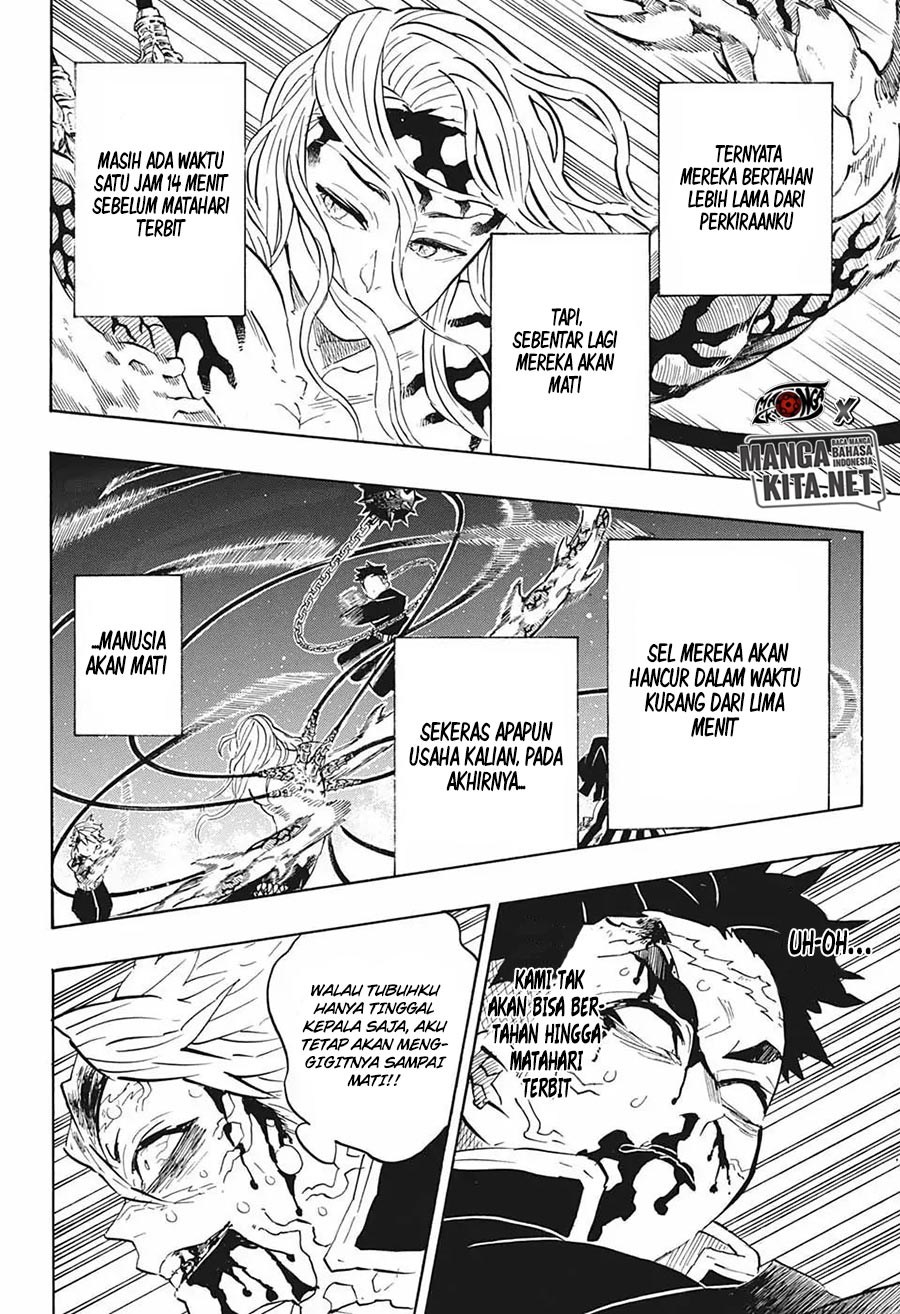 TERNYATA
MEREKA BERTAHAN
LEBIH LAMA DARI
PERKIRAANKU
MASIH ADA WAKTU
SATU JAM 14 MENIT
SEBELUM MATAHARI
TERBIT
TAPI,
SEBENTAR LAGI
MEREKA AKAN
MATI
X
MANGA
BACA MANGA
BAHASA
INDONESIA
KITA.NET
SEL MEREKA AKAN
HANCUR DALAM WAKTU
KURANG DARI LIMA
MENIT
SEKERAS APAPUN
USAHA KALIAN, PADA
AKHIRNYA...
...MANUSIA
AKAN MATI
UH-OH...
KAMI TAK
AKAN BISA BER-
TAHAN HINGGA
MATAHARI
TERBIT
WALAU TUBUHKU
HANYA TINGGAL
KEPALA SAJA, AKU
TETAP AKAN MENG-
GIGITNYA SAMPAI
MATI!!